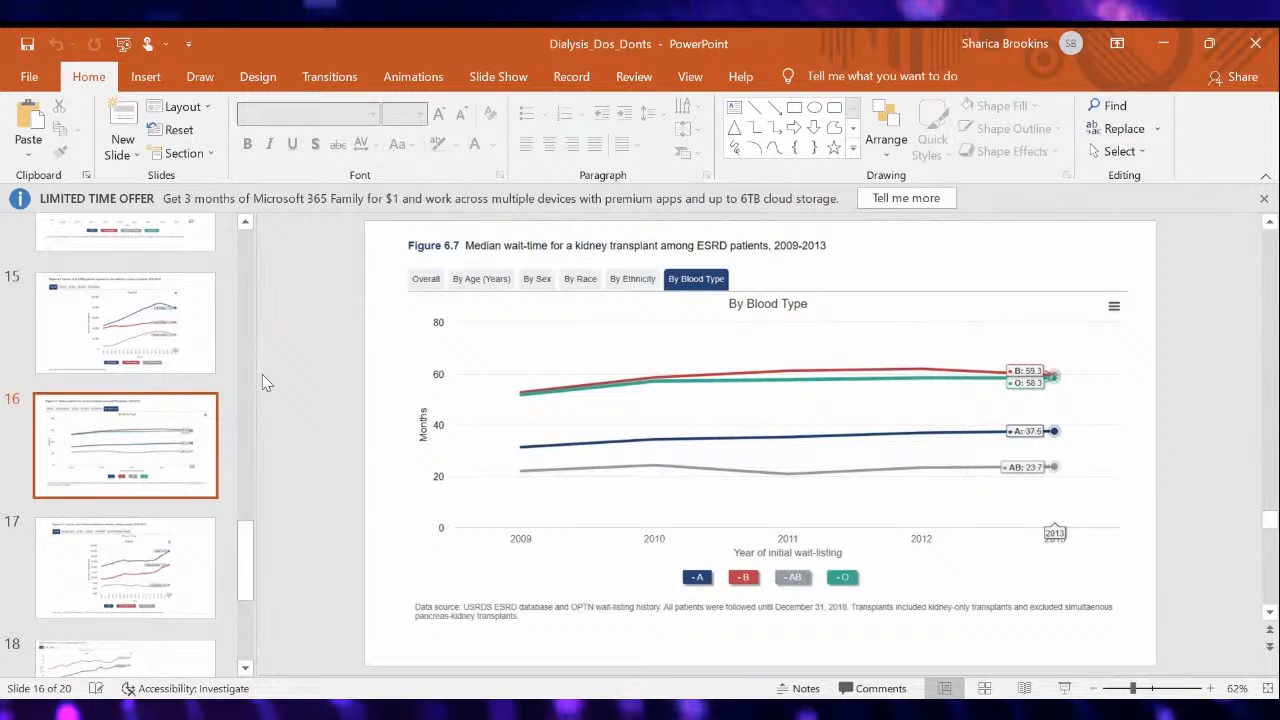 Dialysis_Dos_Donts - PowerPoint
Sharica Brookins SB
File Home Insert Draw Design Transitions Animations Slide Show Record Review View Help Tell me what you want to do Share
Paste
Clipboard
New
Slide
Layout
Reset
Section
Slides
B I U S abc AV Aa A
Font
Paragraph
Arrange
Quick
Styles
Shape Fill
Shape Outline
Shape Effects
Drawing
Find
Replace
Select
Editing
LIMITED TIME OFFER Get 3 months of Microsoft 365 Family for $1 and work across multiple devices with premium apps and up to 6TB cloud storage. Tell me more
15
16
17
18
Figure 6.7 Median wait-time for a kidney transplant among ESRD patients, 2009-2013
Overall By Age (Years) By Sex By Race By Ethnicity By Blood Type
By Blood Type
80
60
40
20
0
Months
B: 59.3
O: 58.3
A: 37.5
AB: 23.7
2009 2010 2011 2012 2013
Year of initial wait-listing
A B AB O
Data source: USRDS ESRD database and OPTN wait-listing history. All patients were followed until December 31, 2018. Transplants included kidney-only transplants and excluded simultaenous
pancreas-kidney transplants.
Slide 16 of 20 Accessibility: Investigate Notes Comments 62%